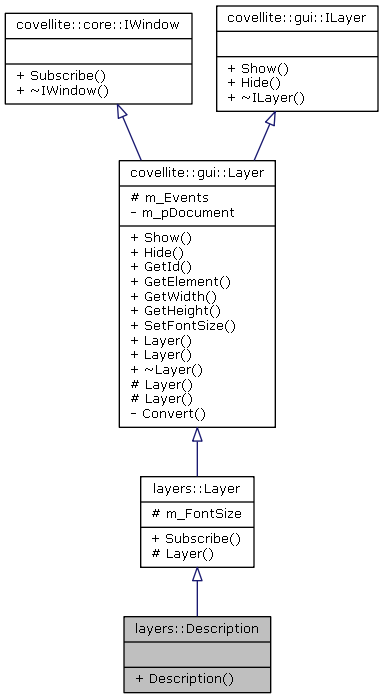 covellite::core::IWindow
+ Subscribe()
+ ~IWindow()
covellite::gui::ILayer
+ Show()
+ Hide()
+ ~ILayer()
covellite::gui::Layer
# m_Events
- m_pDocument
+ Show()
+ Hide()
+ GetId()
+ GetElement()
+ GetWidth()
+ GetHeight()
+ SetFontSize()
+ Layer()
+ Layer()
+ ~Layer()
# Layer()
# Layer()
- Convert()
layers::Layer
# m_FontSize
+ Subscribe()
# Layer()
layers::Description
+ Description()